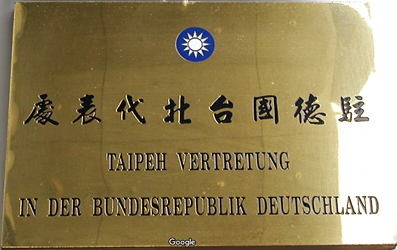 駐德國台北代表處
TAIPEH VERTRETUNG
IN DER BUNDESREPUBLIK DEUTSCHLAND
Google